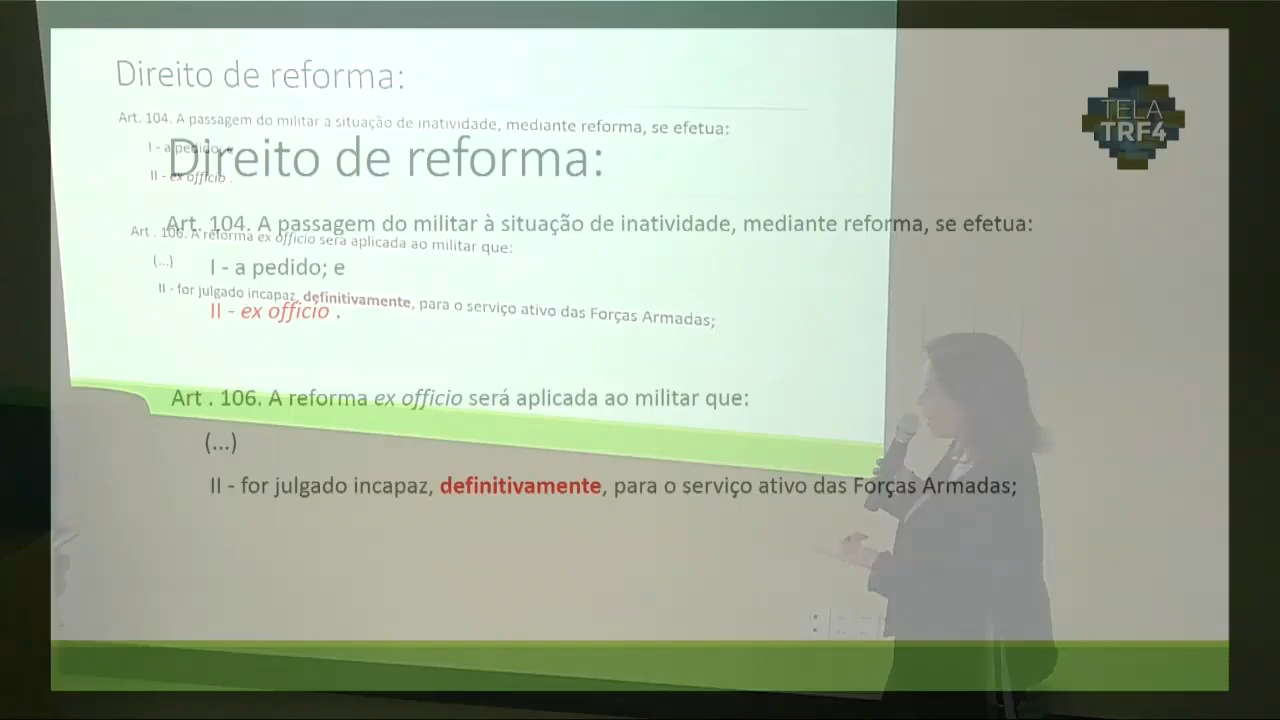 Direito de reforma:
Art. 104. A passagem do militar à situação de inatividade, mediante reforma, se efetua:
I - a pedido; e
II - ex officio .
Art . 106. A reforma ex officio será aplicada ao militar que:
(...)
II - for julgado incapaz, definitivamente, para o serviço ativo das Forças Armadas;
TELA
TRF4
Direito de reforma:
Art. 104. A passagem do militar à situação de inatividade, mediante reforma, se efetua:
I - a pedido; e
II - ex officio .
Art . 106. A reforma ex officio será aplicada ao militar que:
(...)
II - for julgado incapaz, definitivamente, para o serviço ativo das Forças Armadas;